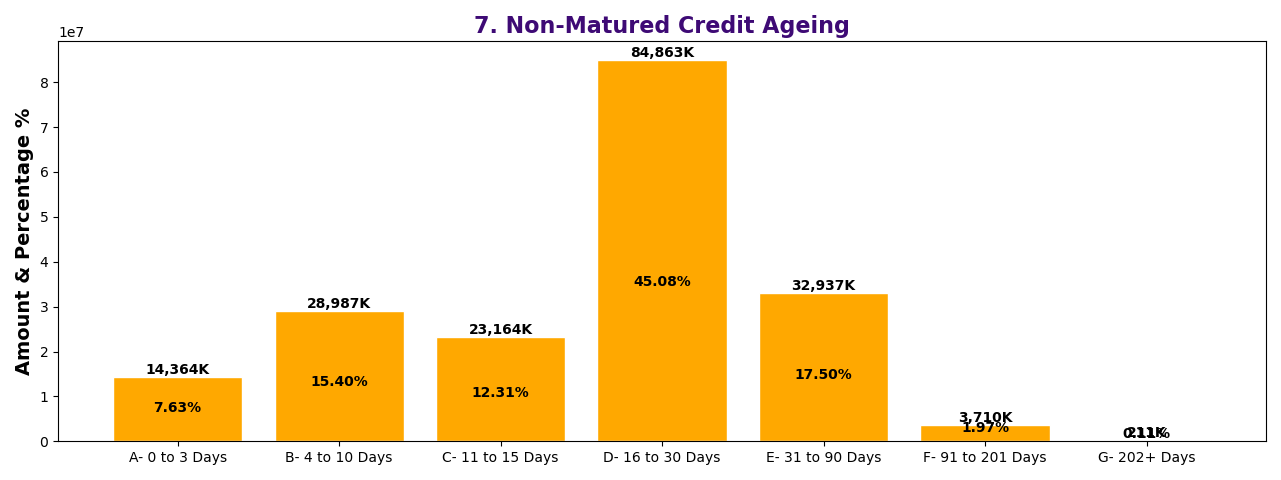 7. Non-Matured Credit Ageing
1e7
Amount & Percentage %
8
7
6
5
4
3
2
1
0
14,364K
7.63%
28,987K
15.40%
23,164K
12.31%
84,863K
45.08%
32,937K
17.50%
3,710K
1.97%
0.11%
A- 0 to 3 Days
B- 4 to 10 Days
C- 11 to 15 Days
D- 16 to 30 Days
E- 31 to 90 Days
F- 91 to 201 Days
G- 202+ Days